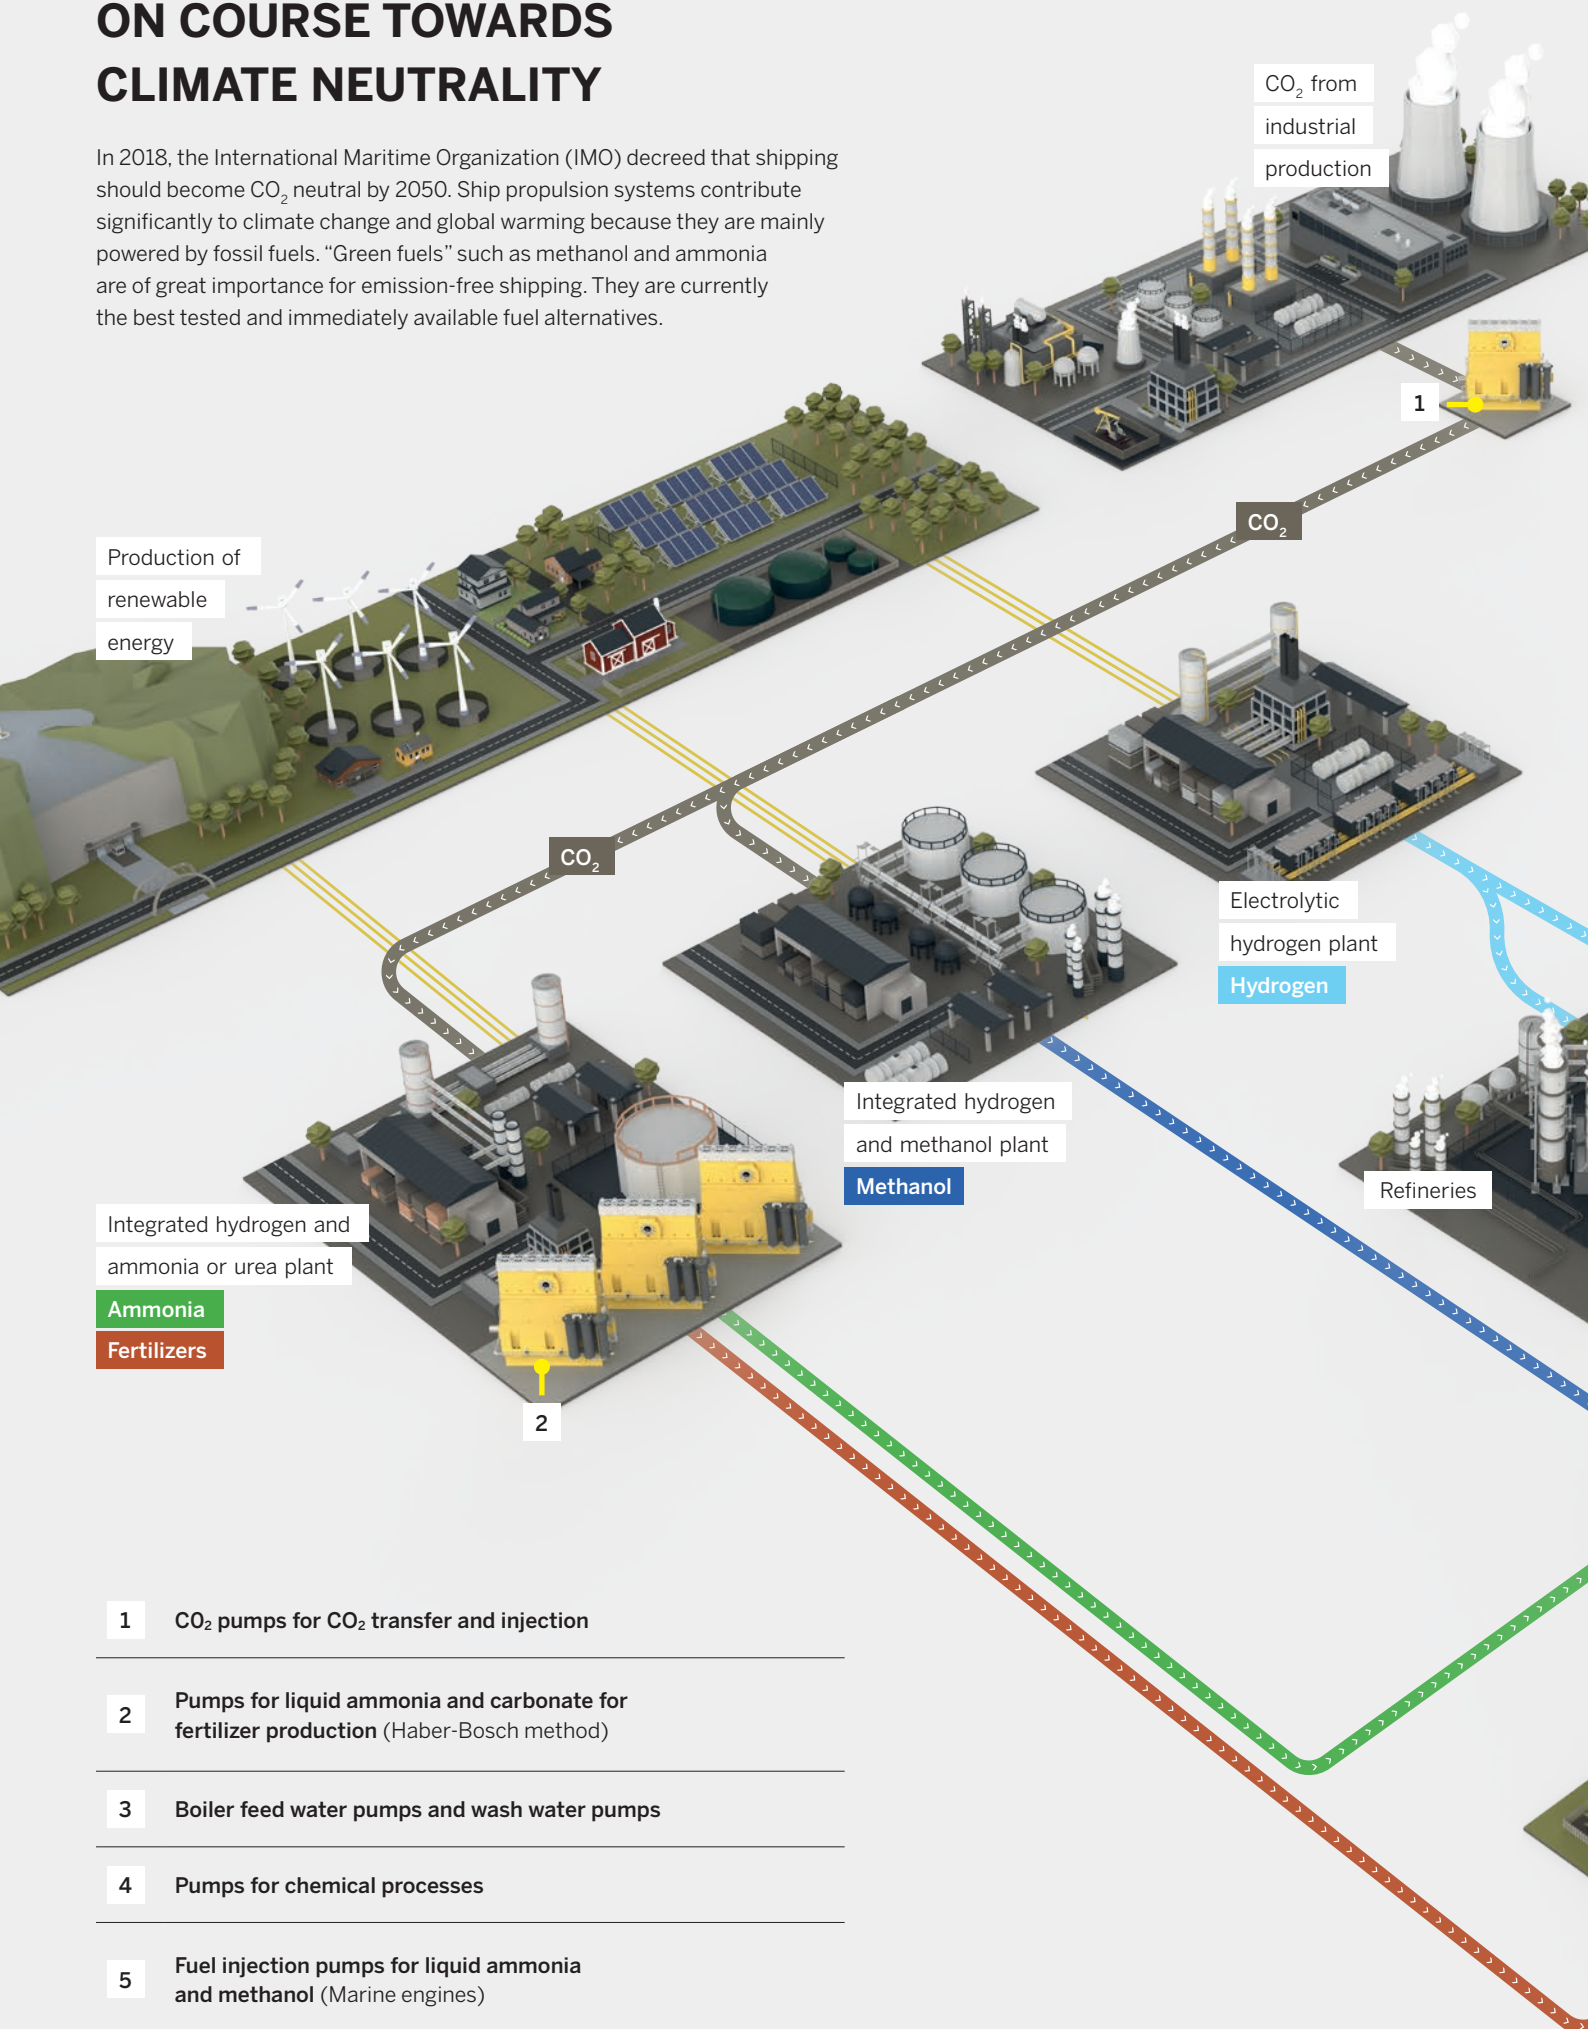 ON COURSE TOWARDS
CLIMATE NEUTRALITY
In 2018, the International Maritime Organization (IMO) decreed that shipping
should become CO₂ neutral by 2050. Ship propulsion systems contribute
significantly to climate change and global warming because they are mainly
powered by fossil fuels. “Green fuels” such as methanol and ammonia
are of great importance for emission-free shipping. They are currently
the best tested and immediately available fuel alternatives.
CO₂ from
industrial
production
1
CO₂
Production of
renewable
energy
CO₂
Electrolytic
hydrogen plant
Hydrogen
Integrated hydrogen
and methanol plant
Methanol
Refineries
Integrated hydrogen and
ammonia or urea plant
Ammonia
Fertilizers
2
1 CO₂ pumps for CO₂ transfer and injection
2 Pumps for liquid ammonia and carbonate for
fertilizer production (Haber-Bosch method)
3 Boiler feed water pumps and wash water pumps
4 Pumps for chemical processes
5 Fuel injection pumps for liquid ammonia
and methanol (Marine engines)